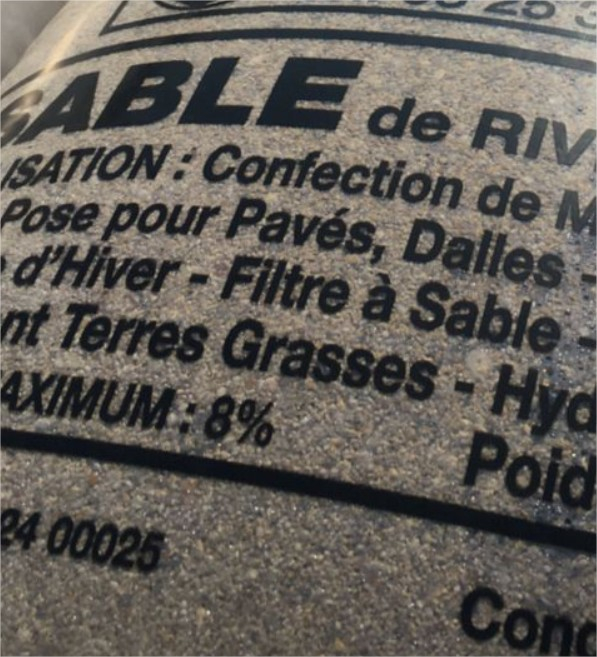 SABLE de RIV
ISATION : Confection de M
Pose pour Pavés, Dalles -
d'Hiver - Filtre à Sable -
nt Terres Grasses - Hyd
AXIMUM : 8%
Poid
24 00025
Cond